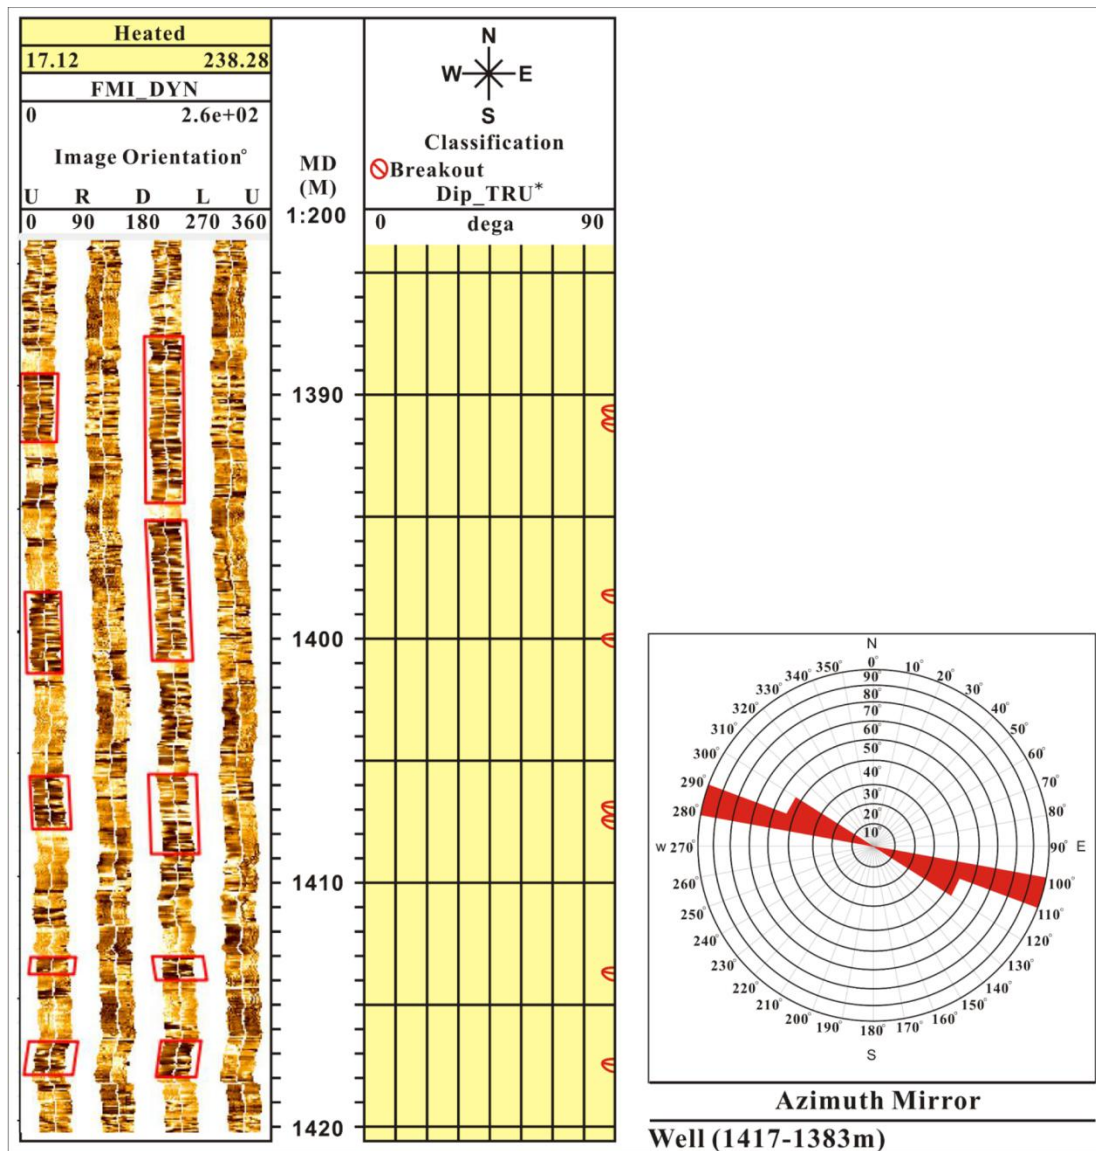 Heated
17.12 238.28
FMI_DYN
0 2.6e+02
Image Orientation°
U R D L U
0 90 180 270 360
MD
(M)
1:200
N
W E
S
Classification
Breakout
Dip_TRU*
0 dega 90
1390
1400
1410
1420
N
0°
10°
20°
30°
40°
50°
60°
70°
80°
90° E
100°
110°
120°
130°
140°
150°
160°
170°
180°
S
190°
200°
210°
220°
230°
240°
250°
260°
W 270°
280°
290°
300°
310°
320°
330°
340°
350°
90
80
70
60
50
40
30
20
10
Azimuth Mirror
Well (1417-1383m)